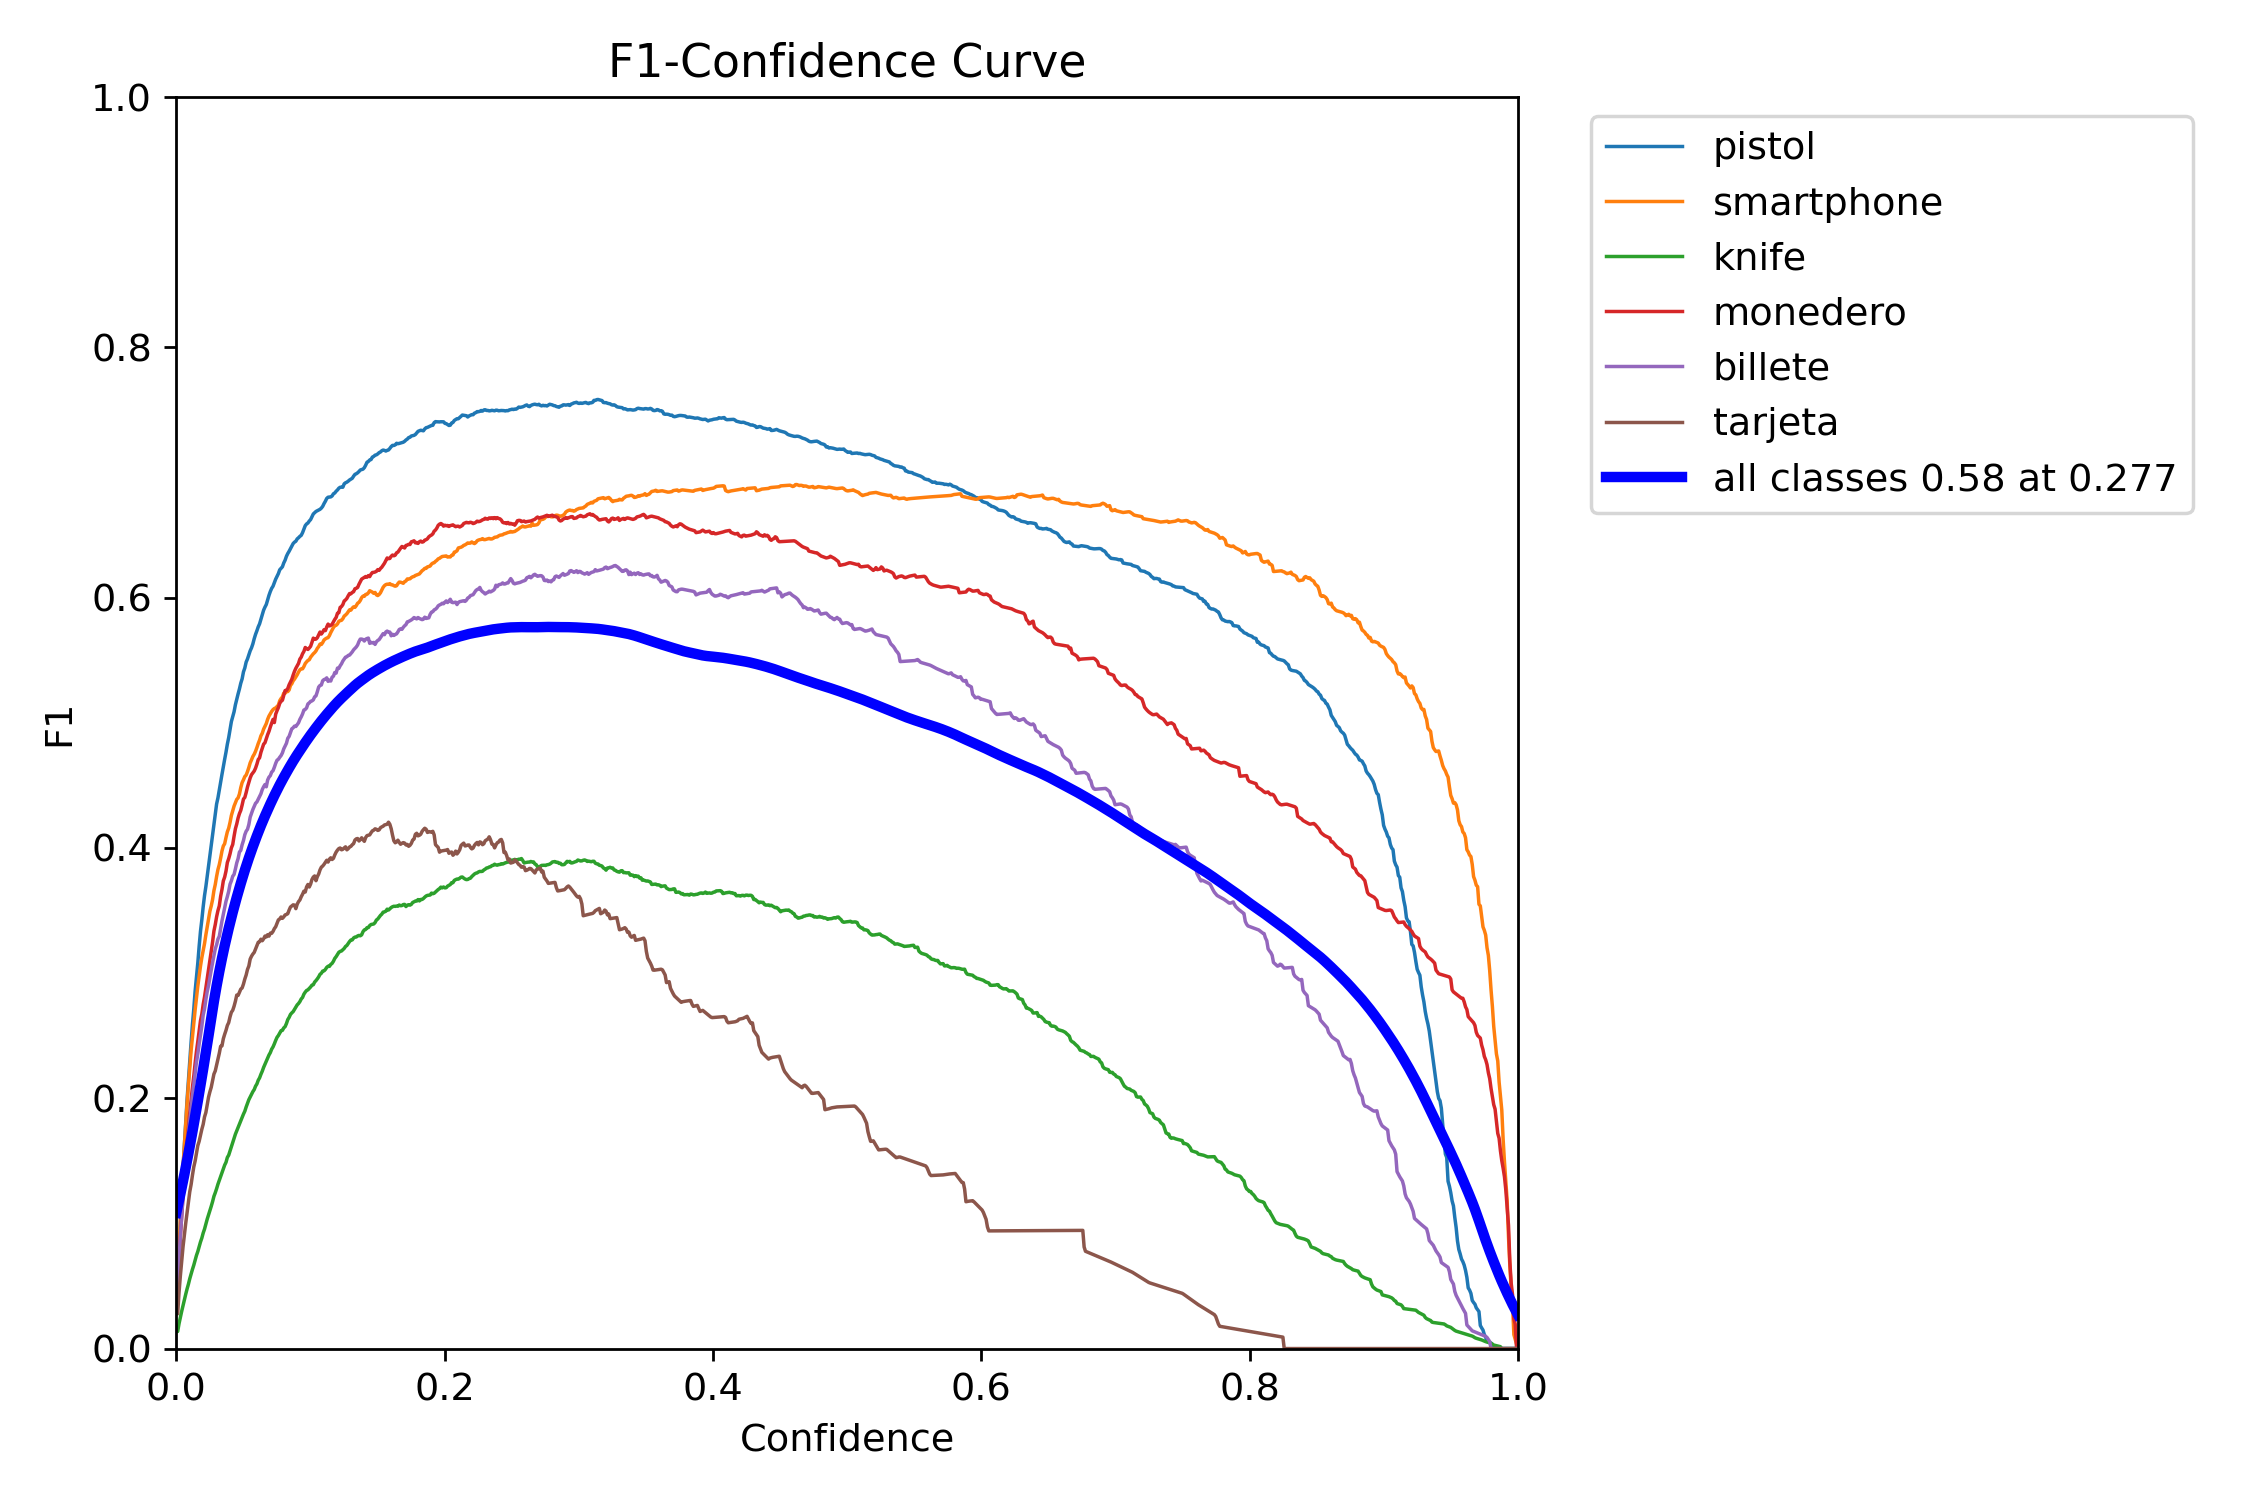 F1-Confidence Curve
1.0
0.8
0.6
0.4
0.2
0.0
F1
0.0 0.2 0.4 0.6 0.8 1.0
Confidence
pistol
smartphone
knife
monedero
billete
tarjeta
all classes 0.58 at 0.277